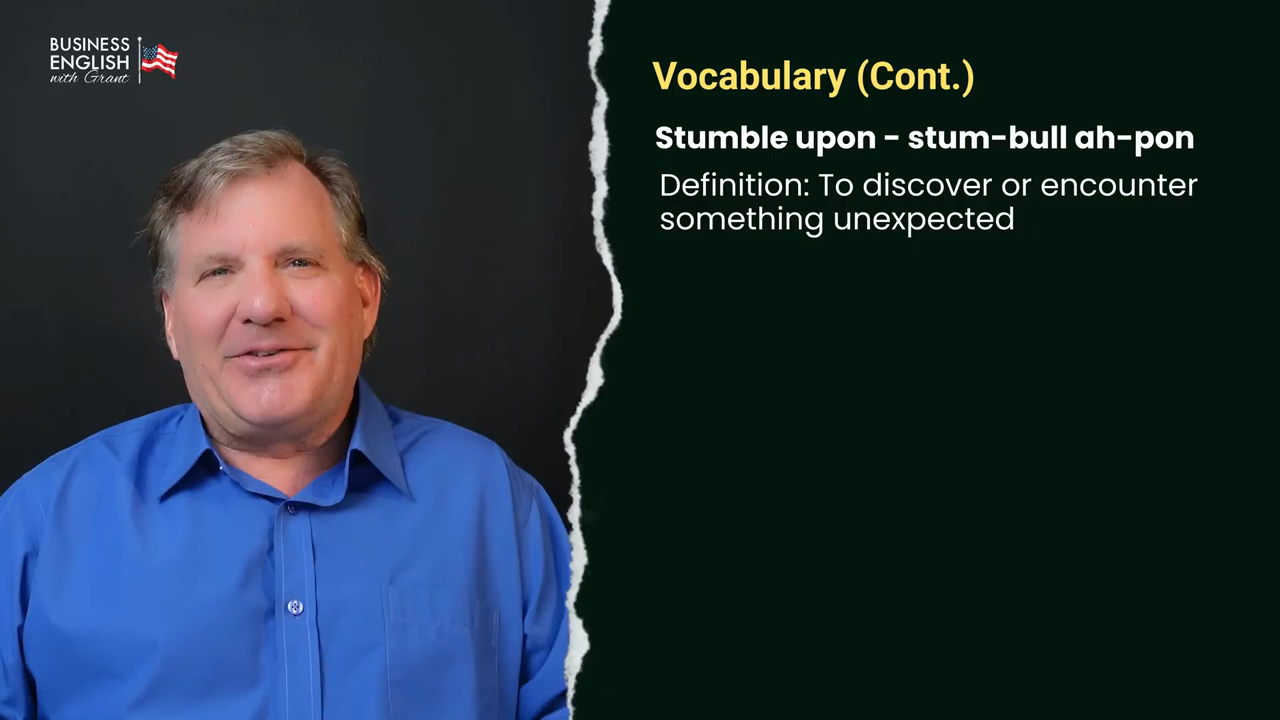 BUSINESS
ENGLISH
with Grant
Vocabulary (Cont.)
Stumble upon - stum-bull ah-pon
Definition: To discover or encounter
something unexpected